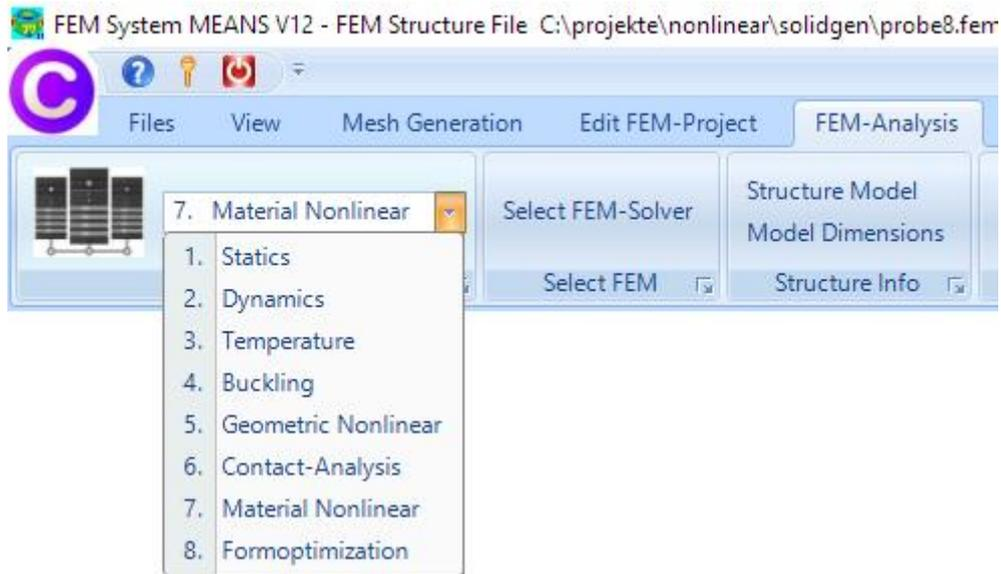 FEM System MEANS V12 - FEM Structure File C:\projekte\nonlinear\solidgen\probe8.fem
C
Files View Mesh Generation Edit FEM-Project FEM-Analysis
7. Material Nonlinear
Select FEM-Solver
Structure Model
Model Dimensions
Select FEM
Structure Info
1. Statics
2. Dynamics
3. Temperature
4. Buckling
5. Geometric Nonlinear
6. Contact-Analysis
7. Material Nonlinear
8. Formoptimization